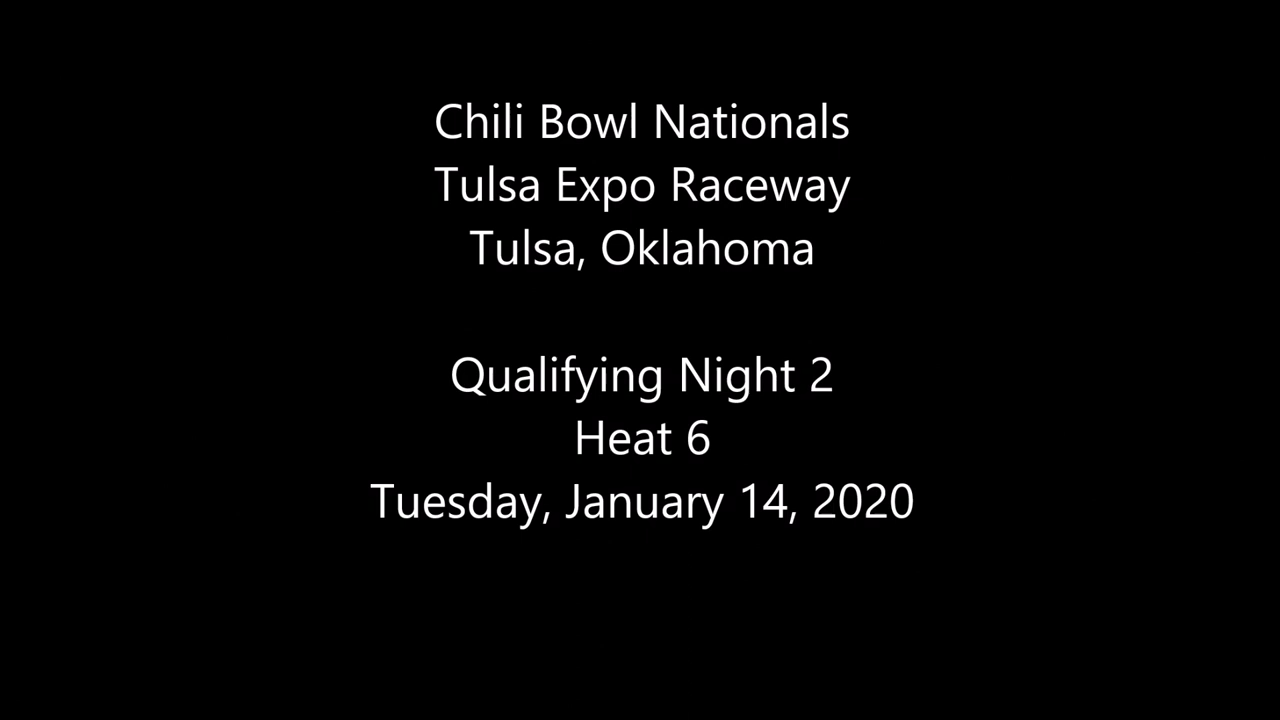 Chili Bowl Nationals
Tulsa Expo Raceway
Tulsa, Oklahoma
Qualifying Night 2
Heat 6
Tuesday, January 14, 2020